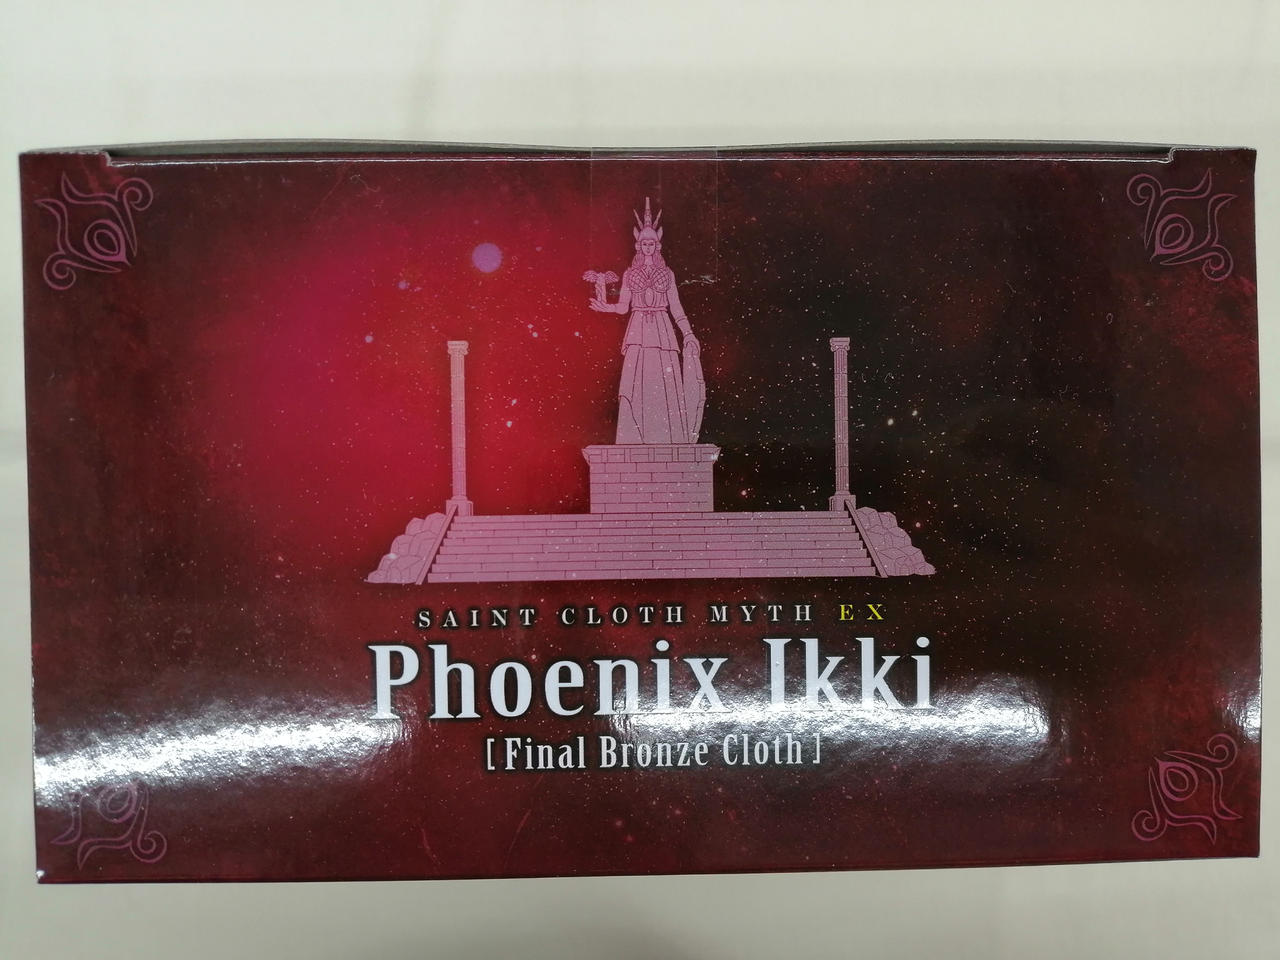 SAINT CLOTH MYTH EX
Phoenix Ikki
[Final Bronze Cloth]